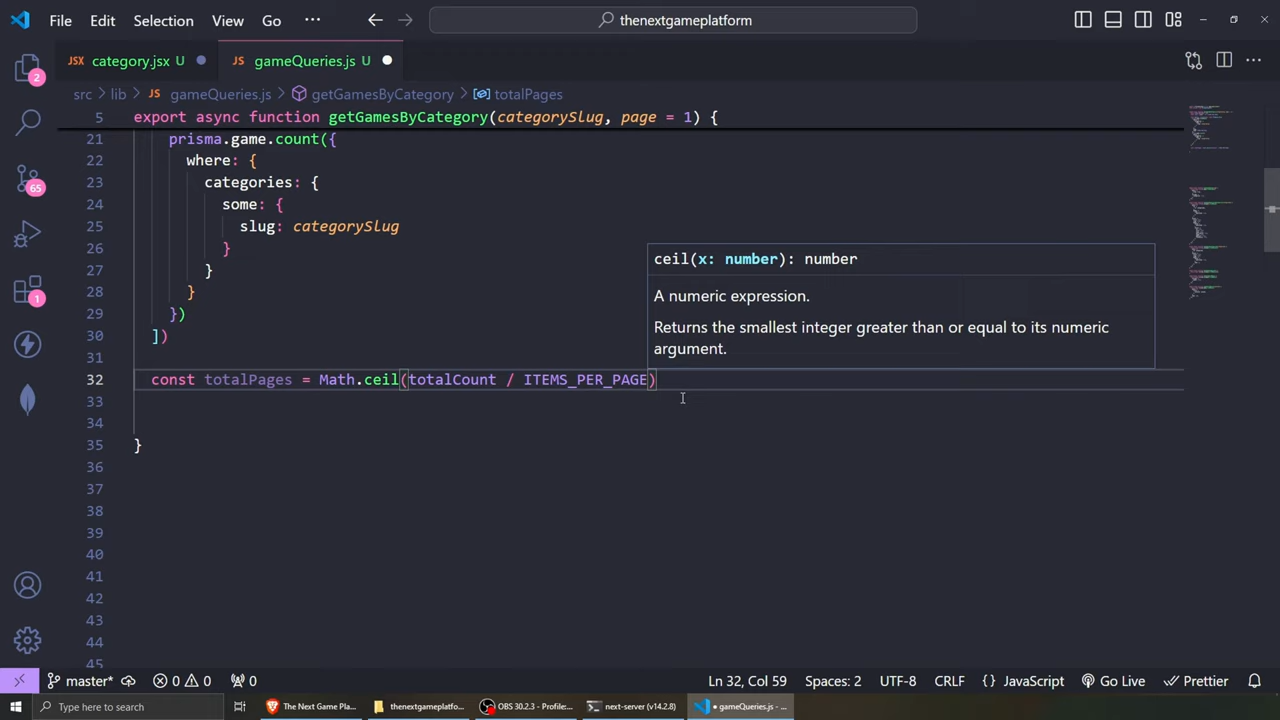 File Edit Selection View Go ··· thenextgameplatform
JSX category.jsx U JS gameQueries.js U
src > lib > JS gameQueries.js > getGamesByCategory > totalPages
5 export async function getGamesByCategory(categorySlug, page = 1) {
21 prisma.game.count({
22 where: {
23 categories: {
24 some: {
25 slug: categorySlug
26 }
27 }
28 }
29 })
30 ])
31
32 const totalPages = Math.ceil(totalCount / ITEMS_PER_PAGE)
33
34
35 }
36
37
38
39
40
41
42
43
44
45
ceil(x: number): number
A numeric expression.
Returns the smallest integer greater than or equal to its numeric
argument.
2
65
1
master* 0 0 0 Ln 32, Col 59 Spaces: 2 UTF-8 CRLF {} JavaScript Go Live Prettier
Type here to search The Next Game Pla... thenextgameplatfo... OBS 30.2.3 - Profile:... next-server (v14.2.8) • gameQueries.js - ...